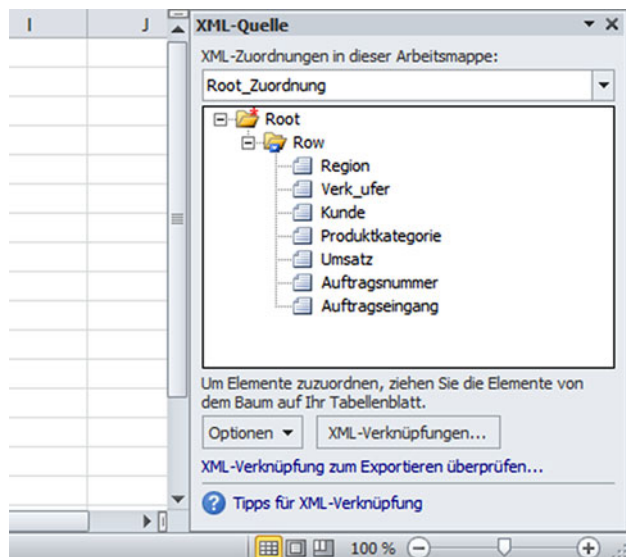 I J XML-Quelle
XML-Zuordnungen in dieser Arbeitsmappe:
Root_Zuordnung
Root
Row
Region
Verk_ufer
Kunde
Produktkategorie
Umsatz
Auftragsnummer
Auftragseingang
Um Elemente zuzuordnen, ziehen Sie die Elemente von
dem Baum auf Ihr Tabellenblatt.
Optionen XML-Verknüpfungen...
XML-Verknüpfung zum Exportieren überprüfen...
Tipps für XML-Verknüpfung
100 %